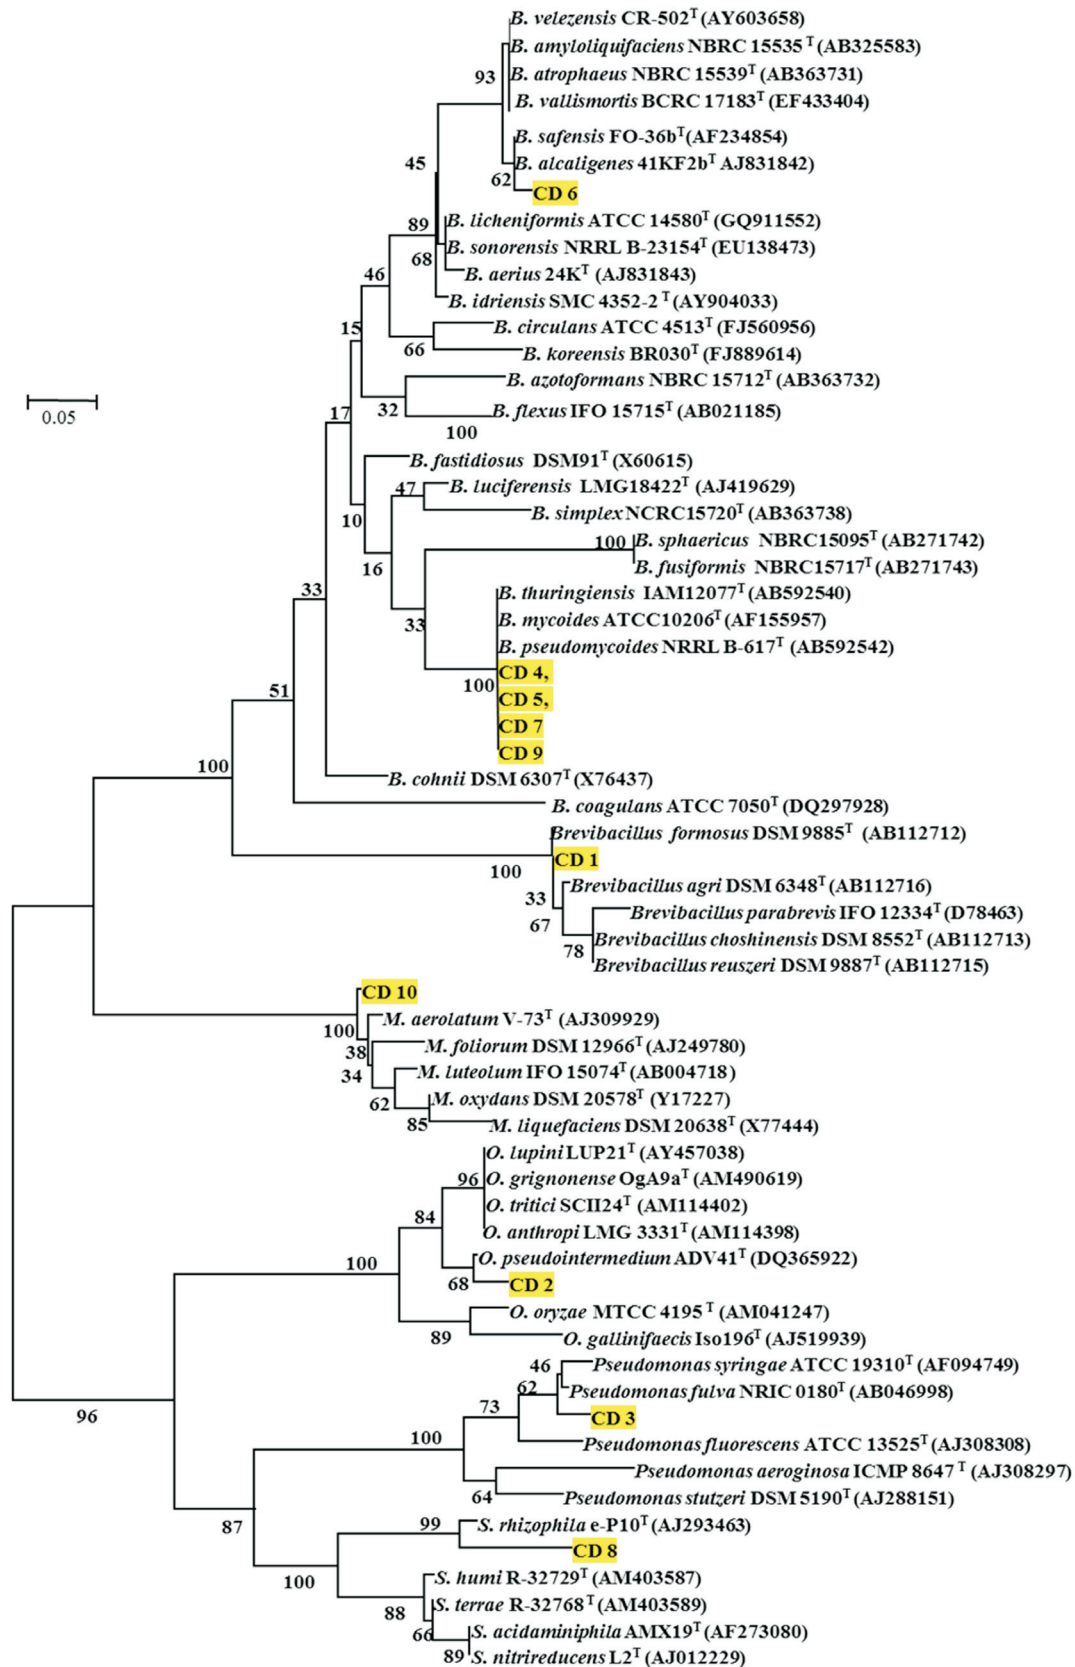 B. velezensis CR-502T (AY603658)
B. amyloliquifaciens NBRC 15535 T (AB325583)
93
B. atrophaeus NBRC 15539T (AB363731)
B. vallismortis BCRC 17183T (EF433404)
B. safensis FO-36bT (AF234854)
45
B. alcaligenes 41KF2bT AJ831842)
62
CD 6
B. licheniformis ATCC 14580T (GQ911552)
89
B. sonorensis NRRL B-23154T (EU138473)
68
B. aerius 24KT (AJ831843)
46
B. idriensis SMC 4352-2 T (AY904033)
15
B. circulans ATCC 4513T (FJ560956)
66
B. koreensis BR030T (FJ889614)
B. azotoformans NBRC 15712T (AB363732)
0.05
17
32
B. flexus IFO 15715T (AB021185)
100
B. fastidiosus DSM91T (X60615)
47
B. luciferensis LMG18422T (AJ419629)
B. simplex NCRC15720T (AB363738)
10
100
B. sphaericus NBRC15095T (AB271742)
16
B. fusiformis NBRC15717T (AB271743)
33
B. thuringiensis IAM12077T (AB592540)
33
B. mycoides ATCC10206T (AF155957)
B. pseudomycoides NRRL B-617T (AB592542)
CD 4,
100
51
CD 5,
CD 7
CD 9
100
B. cohnii DSM 6307T (X76437)
B. coagulans ATCC 7050T (DQ297928)
Brevibacillus formosus DSM 9885T (AB112712)
CD 1
100
Brevibacillus agri DSM 6348T (AB112716)
33
Brevibacillus parabrevis IFO 12334T (D78463)
67
Brevibacillus choshinensis DSM 8552T (AB112713)
78
Brevibacillus reuszeri DSM 9887T (AB112715)
CD 10
M. aerolatum V-73T (AJ309929)
100
M. foliorum DSM 12966T (AJ249780)
38
M. luteolum IFO 15074T (AB004718)
34
M. oxydans DSM 20578T (Y17227)
62
M. liquefaciens DSM 20638T (X77444)
85
O. lupini LUP21T (AY457038)
96
O. grignonense OgA9aT (AM490619)
O. tritici SCII24T (AM114402)
84
O. anthropi LMG 3331T (AM114398)
O. pseudointermedium ADV41T (DQ365922)
100
68
CD 2
O. oryzae MTCC 4195 T (AM041247)
89
O. gallinifaecis Iso196T (AJ519939)
46
Pseudomonas syringae ATCC 19310T (AF094749)
62
Pseudomonas fulva NRIC 0180T (AB046998)
73
CD 3
96
100
Pseudomonas fluorescens ATCC 13525T (AJ308308)
Pseudomonas aeroginosa ICMP 8647 T (AJ308297)
64
Pseudomonas stutzeri DSM 5190T (AJ288151)
87
99
S. rhizophila e-P10T (AJ293463)
CD 8
100
S. humi R-32729T (AM403587)
88
S. terrae R-32768T (AM403589)
66
S. acidaminiphila AMX19T (AF273080)
89
S. nitrireducens L2T (AJ012229)